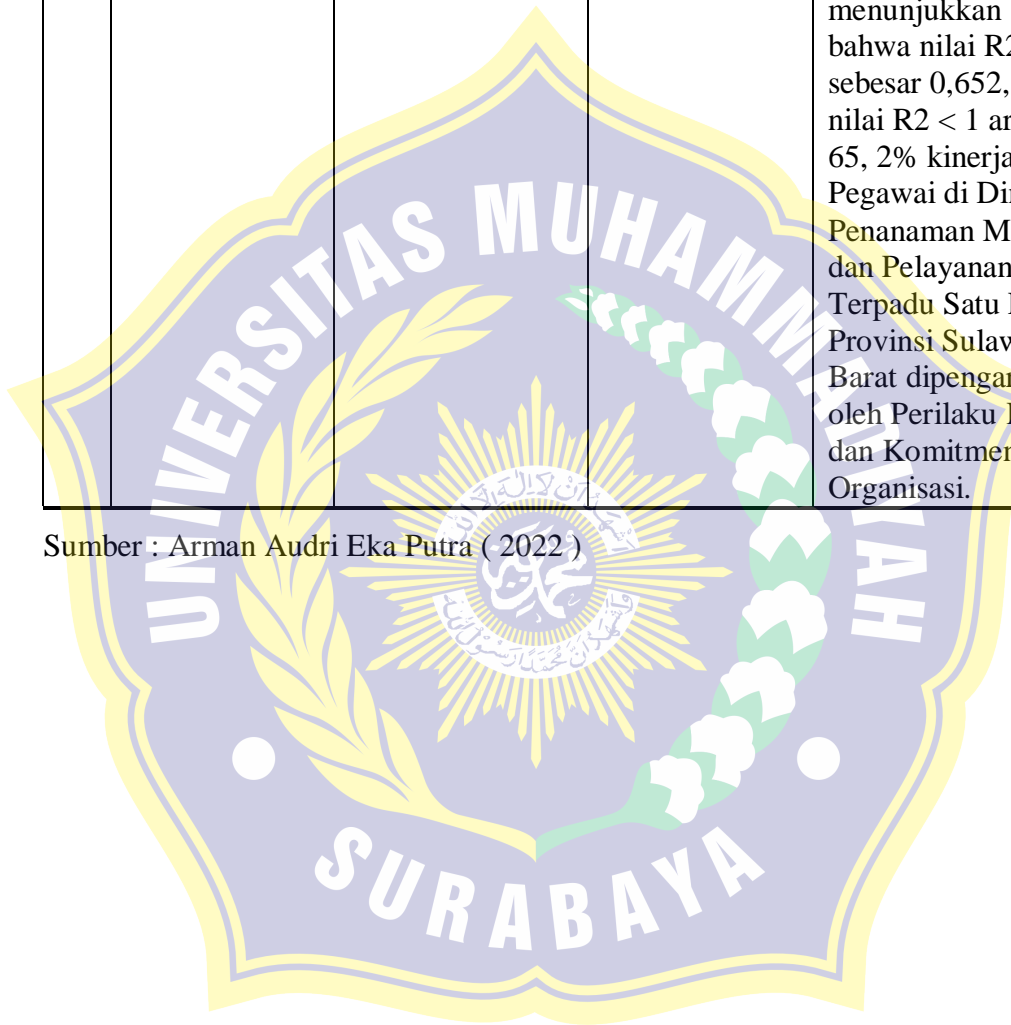 menunjukkan
bahwa nilai R2
sebesar 0,652,
nilai R2 < 1
65, 2% kinerja
Pegawai di
Penanaman
dan Pelayanan
Terpadu Satu
Provinsi
Barat
oleh Perilaku
dan
Organisasi.
Sumber : Arman Audri Eka Putra ( 2022 )
UNIVERSITAS MUHAMMADIYAH
SURABAYA